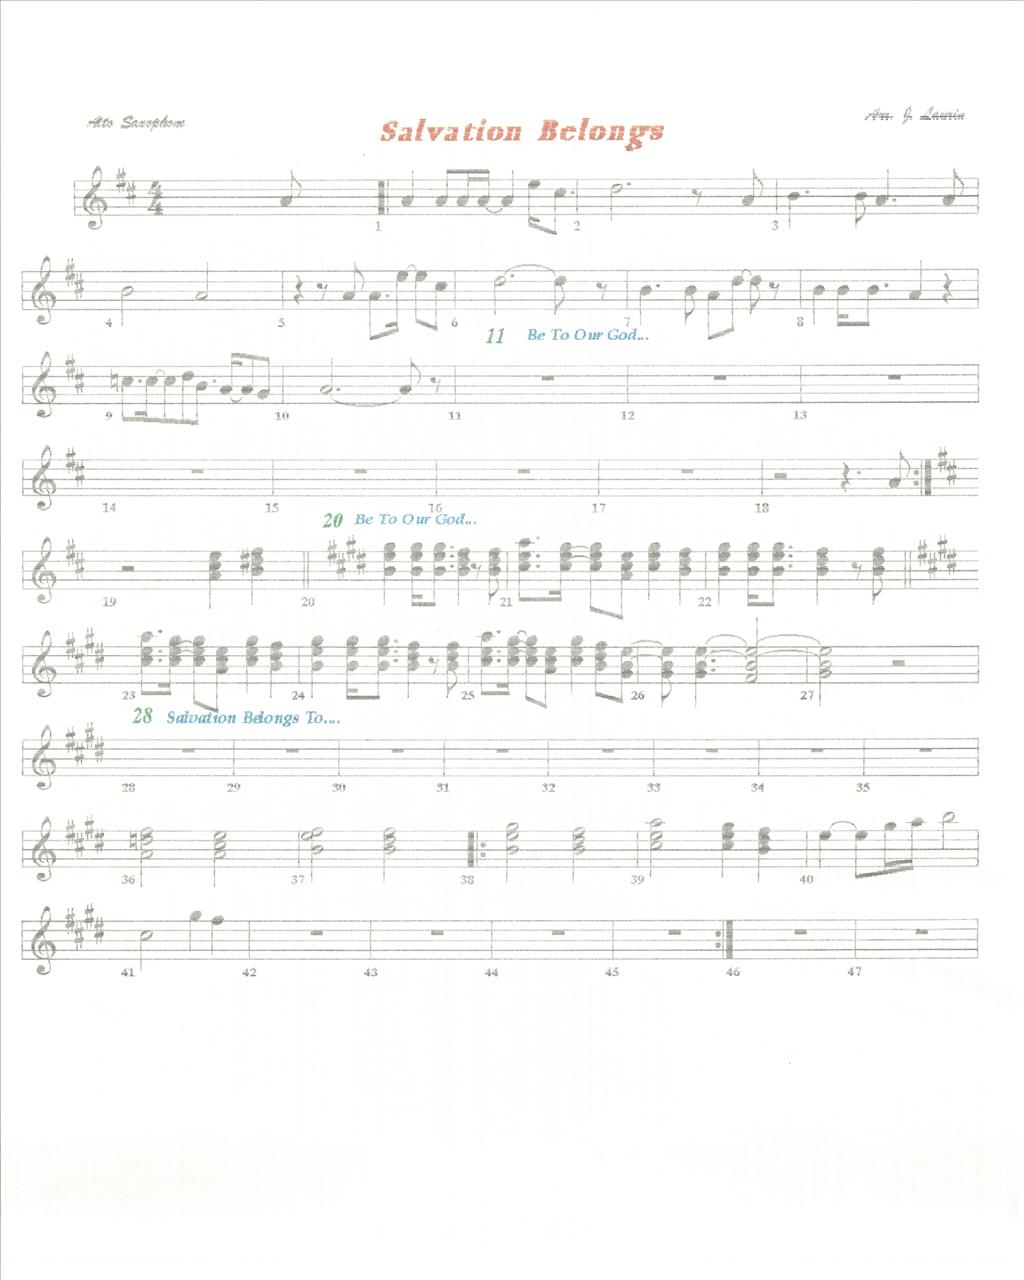 Alto Saxophone
Salvation Belongs
Arr. J. Laurin
1 2 3
4 5 6 7 8
11 Be To Our God...
9 10 11 12 13
14 15 16 17 18
20 Be To Our God...
19 20 21 22
23 24 25 26 27
28 Salvation Belongs To....
28 29 30 31 32 33 34 35
36 37 38 39 40
41 42 43 44 45 46 47